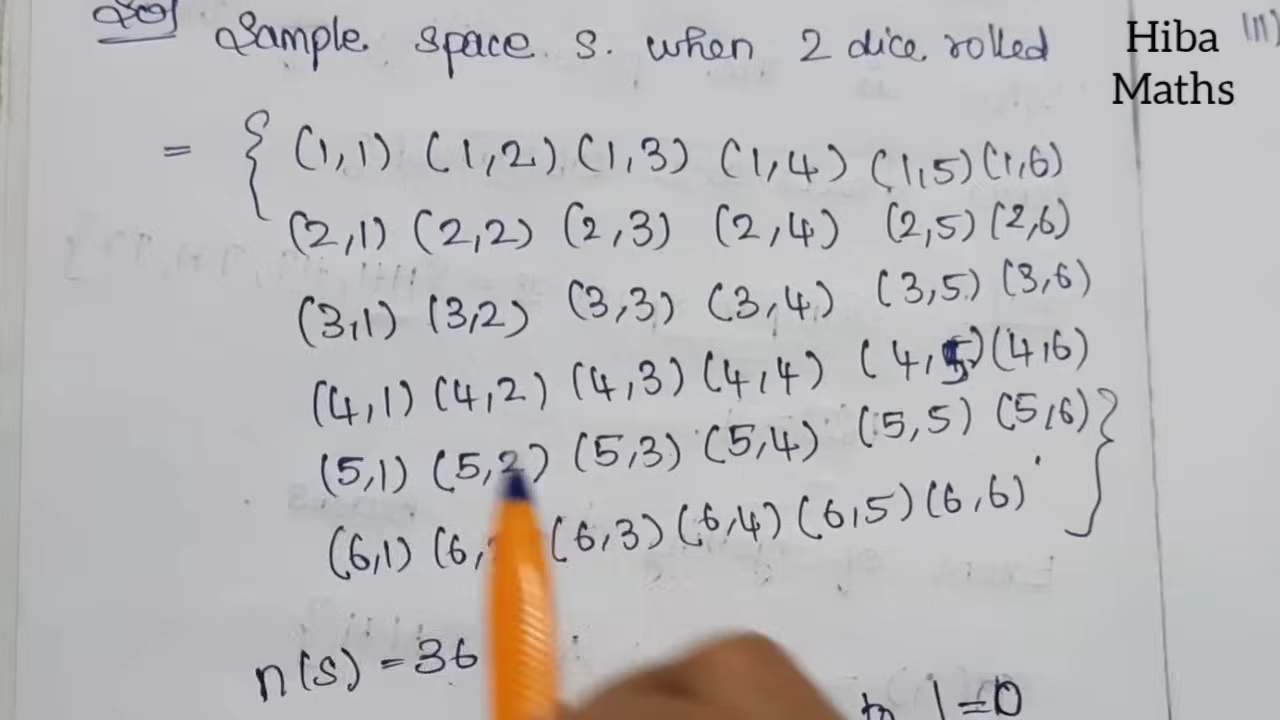 Sol Sample space S. when 2 dice rolled
Hiba
Maths
= { (1,1) (1,2) (1,3) (1,4) (1,5) (1,6)
(2,1) (2,2) (2,3) (2,4) (2,5) (2,6)
(3,1) (3,2) (3,3) (3,4) (3,5) (3,6)
(4,1) (4,2) (4,3) (4,4) (4,5) (4,6)
(5,1) (5,2) (5,3) (5,4) (5,5) (5,6) }
(6,1) (6, (6,3) (6,4) (6,5) (6,6)
n(s) = 36
to 1 = 0